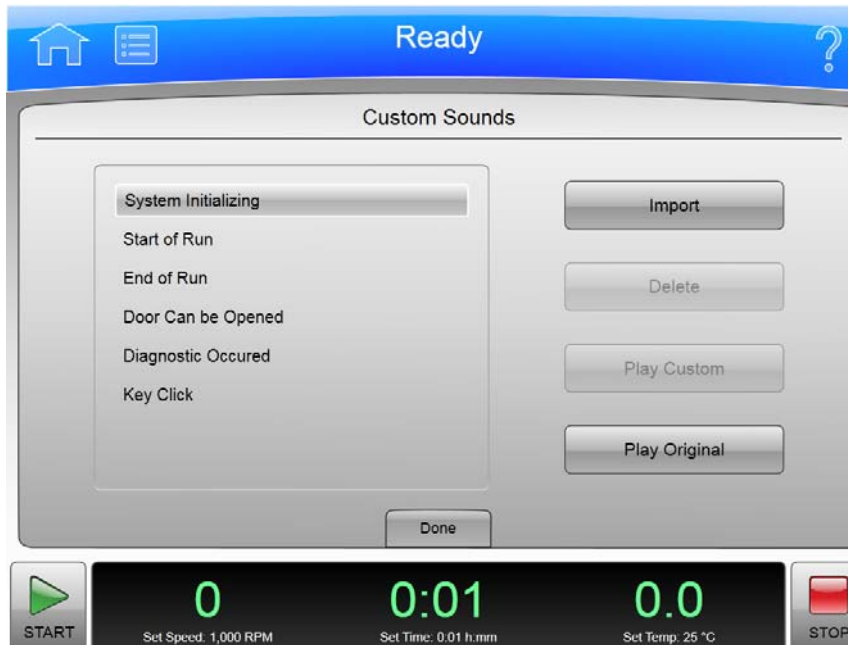 Ready
?
Custom Sounds
System Initializing
Import
Start of Run
End of Run
Delete
Door Can be Opened
Diagnostic Occured
Play Custom
Key Click
Play Original
Done
START
0
0:01
0.0
STOP
Set Speed: 1,000 RPM
Set Time: 0:01 h:mm
Set Temp: 25 °C